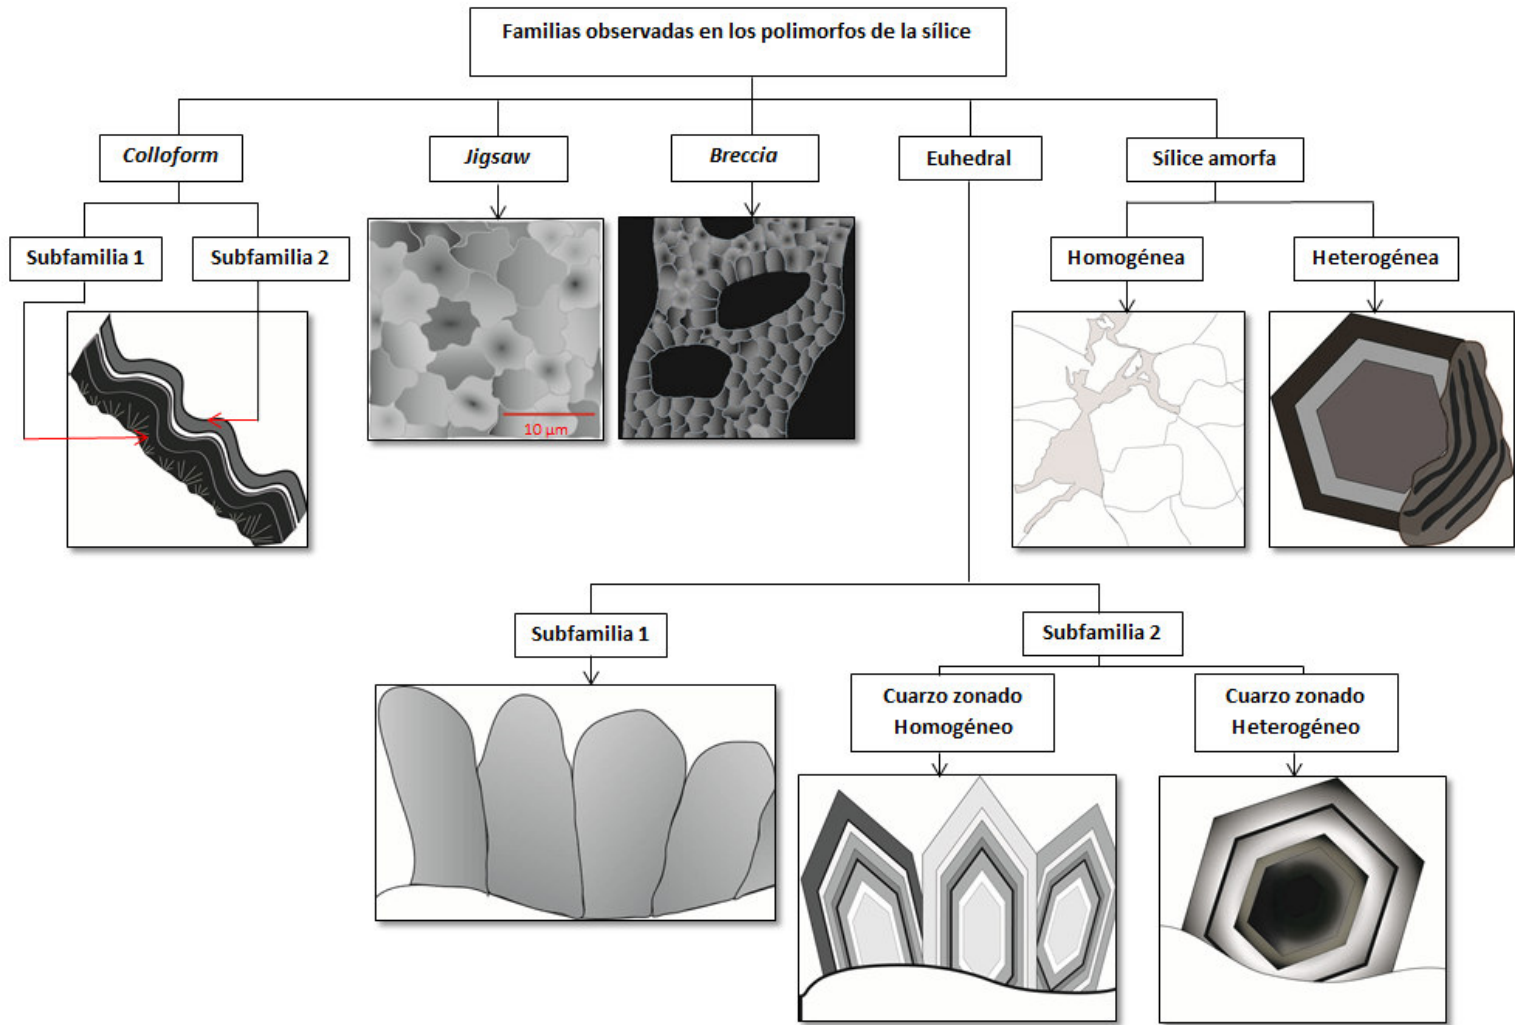 Familias observadas en los polimorfos de la sílice
Colloform
Jigsaw
Breccia
Euhedral
Sílice amorfa
Subfamilia 1
Subfamilia 2
Homogénea
Heterogénea
10 µm
Subfamilia 1
Subfamilia 2
Cuarzo zonado
Homogéneo
Cuarzo zonado
Heterogéneo